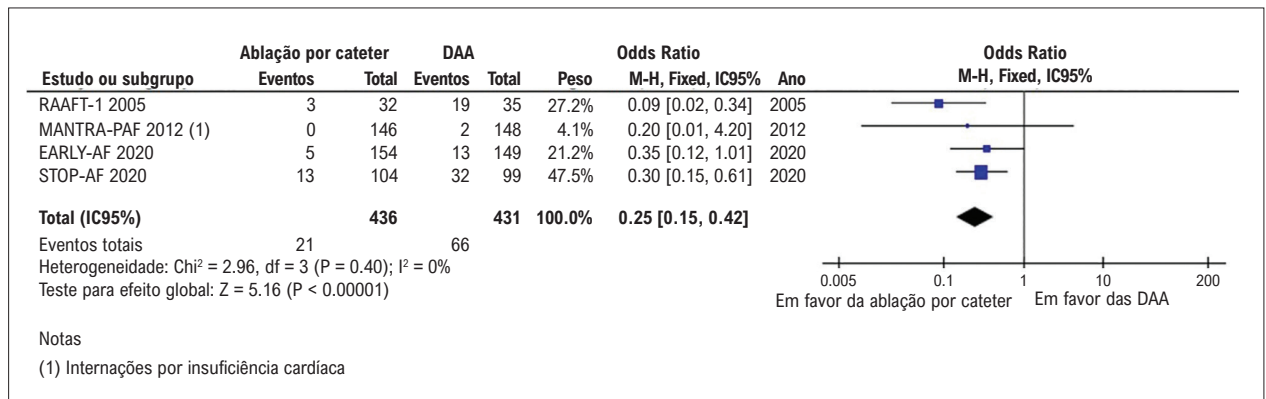 Ablação por cateter DAA Odds Ratio Odds Ratio
Estudo ou subgrupo Eventos Total Eventos Total Peso M-H, Fixed, IC95% Ano M-H, Fixed, IC95%
RAAFT-1 2005 3 32 19 35 27.2% 0.09 [0.02, 0.34] 2005
MANTRA-PAF 2012 (1) 0 146 2 148 4.1% 0.20 [0.01, 4.20] 2012
EARLY-AF 2020 5 154 13 149 21.2% 0.35 [0.12, 1.01] 2020
STOP-AF 2020 13 104 32 99 47.5% 0.30 [0.15, 0.61] 2020
Total (IC95%) 436 431 100.0% 0.25 [0.15, 0.42]
Eventos totais 21 66
Heterogeneidade: Chi² = 2.96, df = 3 (P = 0.40); I² = 0%
Teste para efeito global: Z = 5.16 (P < 0.00001)
0.005 0.1 1 10 200
Em favor da ablação por cateter Em favor das DAA
Notas
(1) Internações por insuficiência cardíaca